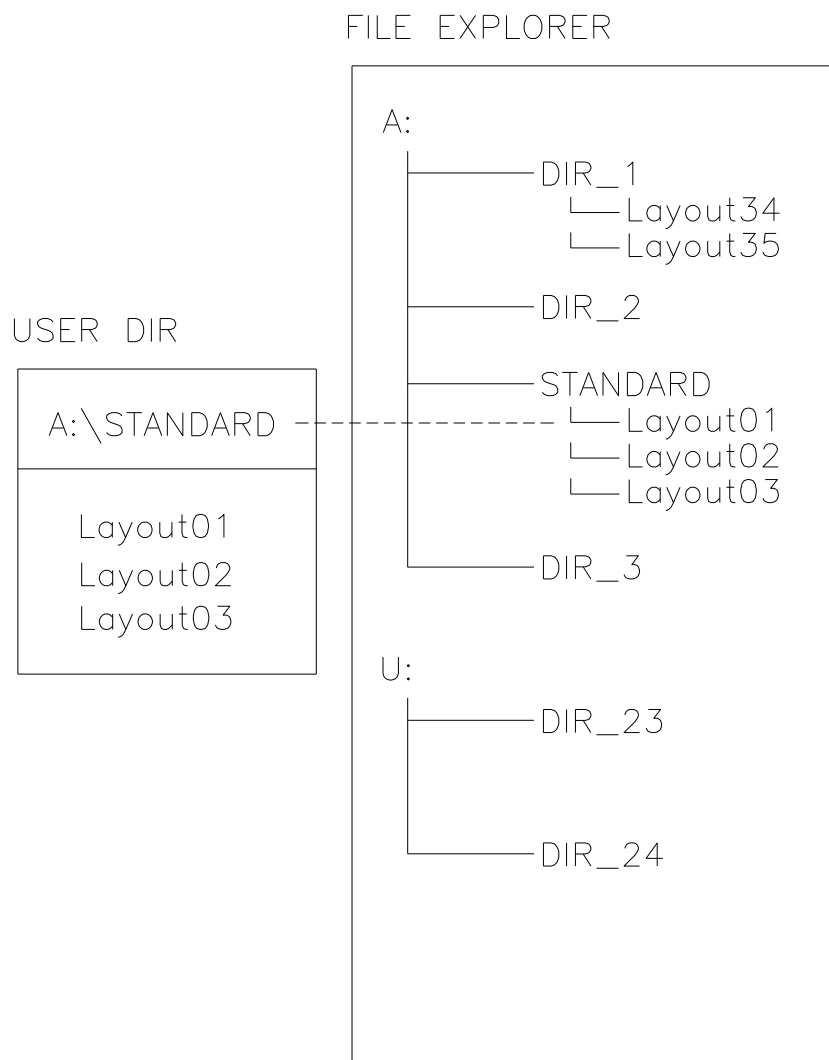 FILE EXPLORER
A:
DIR_1
Layout34
Layout35
DIR_2
STANDARD
Layout01
Layout02
Layout03
DIR_3
U:
DIR_23
DIR_24
USER DIR
A:\STANDARD
Layout01
Layout02
Layout03